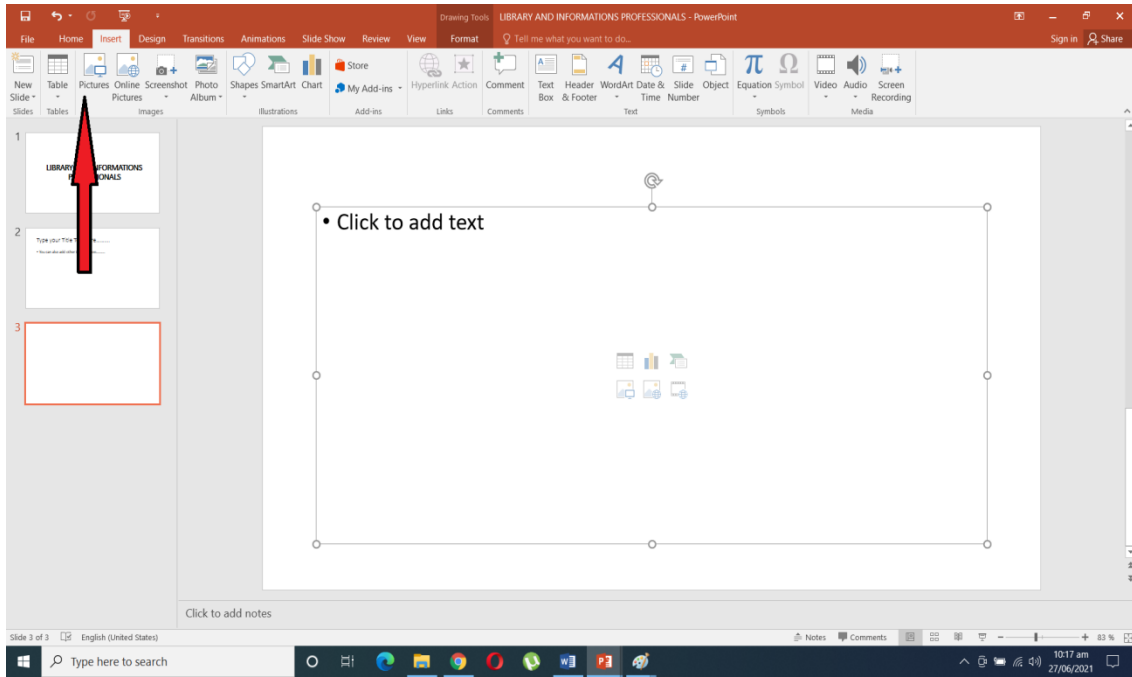 Drawing Tools LIBRARY AND INFORMATIONS PROFESSIONALS - PowerPoint
File Home Insert Design Transitions Animations Slide Show Review View Format Tell me what you want to do... Sign in Share
New Slide Table Pictures Online Pictures Screenshot Photo Album Shapes SmartArt Chart Store My Add-ins Hyperlink Action Comment Text Box Header & Footer WordArt Date & Time Slide Number Object Equation Symbol Video Audio Screen Recording
Slides Tables Images Illustrations Add-ins Links Comments Text Symbols Media
1
LIBRARY INFORMATIONS
2
Type your Title
3
• Click to add text
Click to add notes
Slide 3 of 3 English (United States) Notes Comments 83 %
Type here to search
10:17 am
27/06/2021